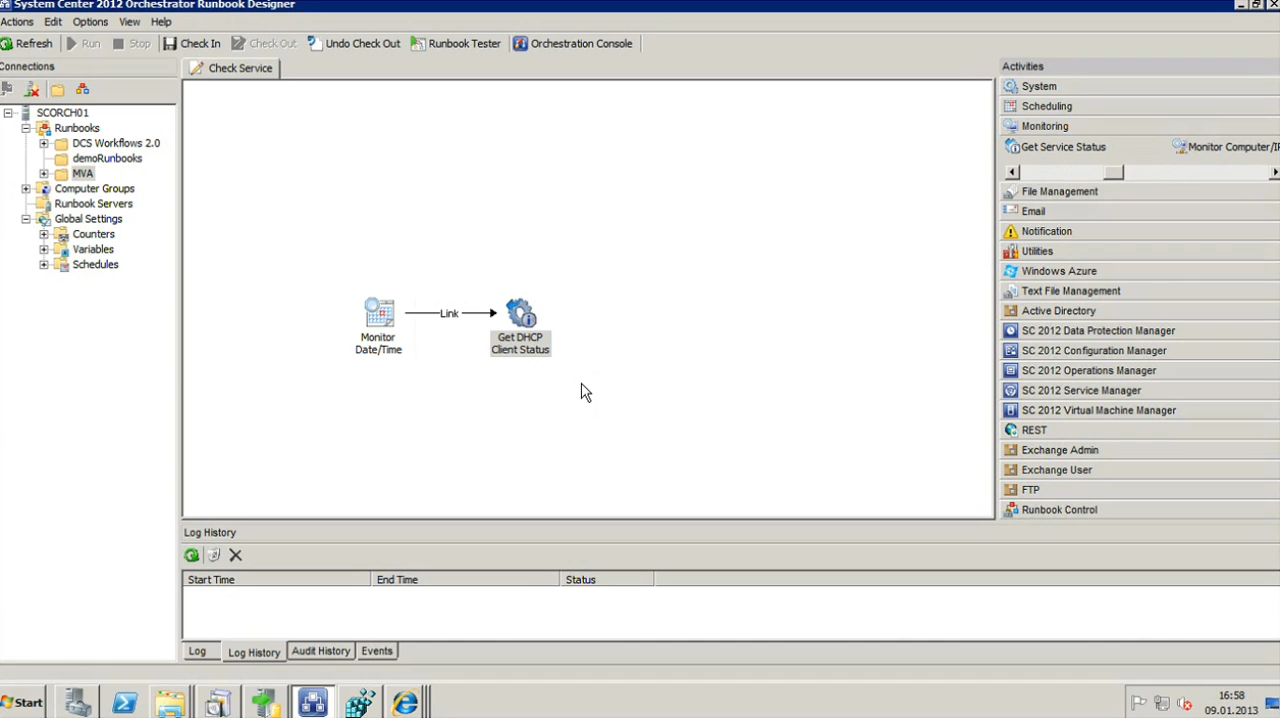 System Center 2012 Orchestrator Runbook Designer
Actions Edit Options View Help
Refresh Run Stop Check In Check Out Undo Check Out Runbook Tester Orchestration Console
Connections
SCORCH01
Runbooks
DCS Workflows 2.0
demoRunbooks
MVA
Computer Groups
Runbook Servers
Global Settings
Counters
Variables
Schedules
Check Service
Monitor
Date/Time
Link
Get DHCP
Client Status
Activities
System
Scheduling
Monitoring
Get Service Status Monitor Computer/IP
File Management
Email
Notification
Utilities
Windows Azure
Text File Management
Active Directory
SC 2012 Data Protection Manager
SC 2012 Configuration Manager
SC 2012 Operations Manager
SC 2012 Service Manager
SC 2012 Virtual Machine Manager
REST
Exchange Admin
Exchange User
FTP
Runbook Control
Log History
Start Time End Time Status
Log Log History Audit History Events
Start
16:58
09.01.2013